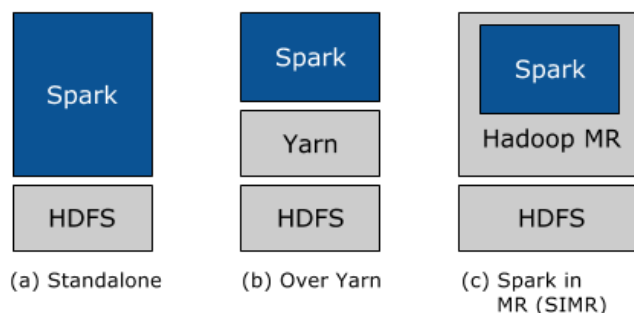 Spark
HDFS
(a) Standalone
Spark
Yarn
HDFS
(b) Over Yarn
Spark
Hadoop MR
HDFS
(c) Spark in
MR (SIMR)